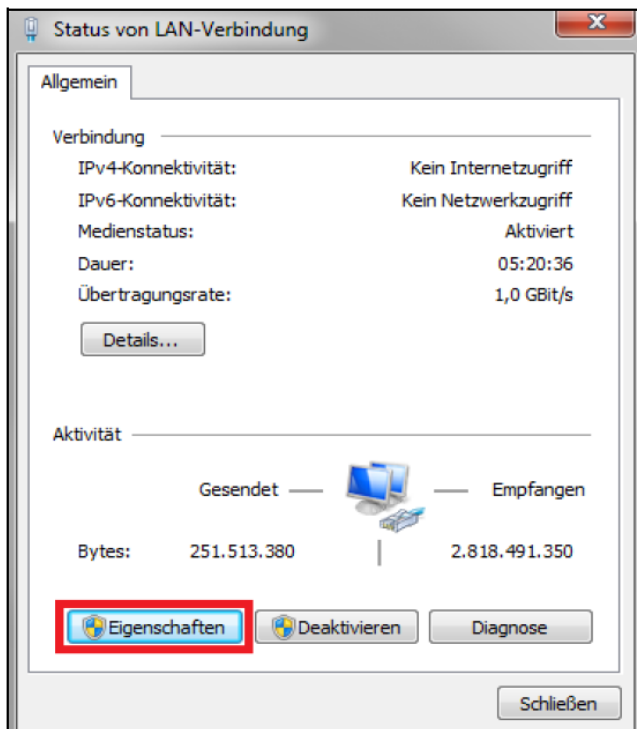 Status von LAN-Verbindung
Allgemein
Verbindung
IPv4-Konnektivität: Kein Internetzugriff
IPv6-Konnektivität: Kein Netzwerkzugriff
Medienstatus: Aktiviert
Dauer: 05:20:36
Übertragungsrate: 1,0 GBit/s
Details...
Aktivität
Gesendet Empfangen
Bytes: 251.513.380 2.818.491.350
Eigenschaften Deaktivieren Diagnose
Schließen